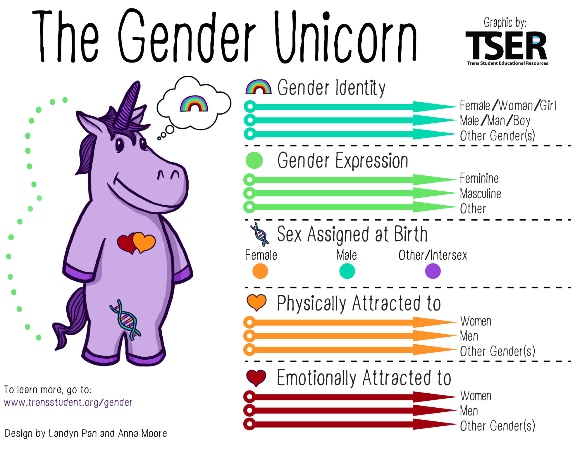 The Gender Unicorn
Graphic by:
TSER
Trans Student Educational Resources
Gender Identity
Female/Woman/Girl
Male/Man/Boy
Other Gender(s)
Gender Expression
Feminine
Masculine
Other
Sex Assigned at Birth
Female Male Other/Intersex
Physically Attracted to
Women
Men
Other Gender(s)
Emotionally Attracted to
Women
Men
Other Gender(s)
To learn more, go to:
www.transstudent.org/gender
Design by Landyn Pan and Anna Moore